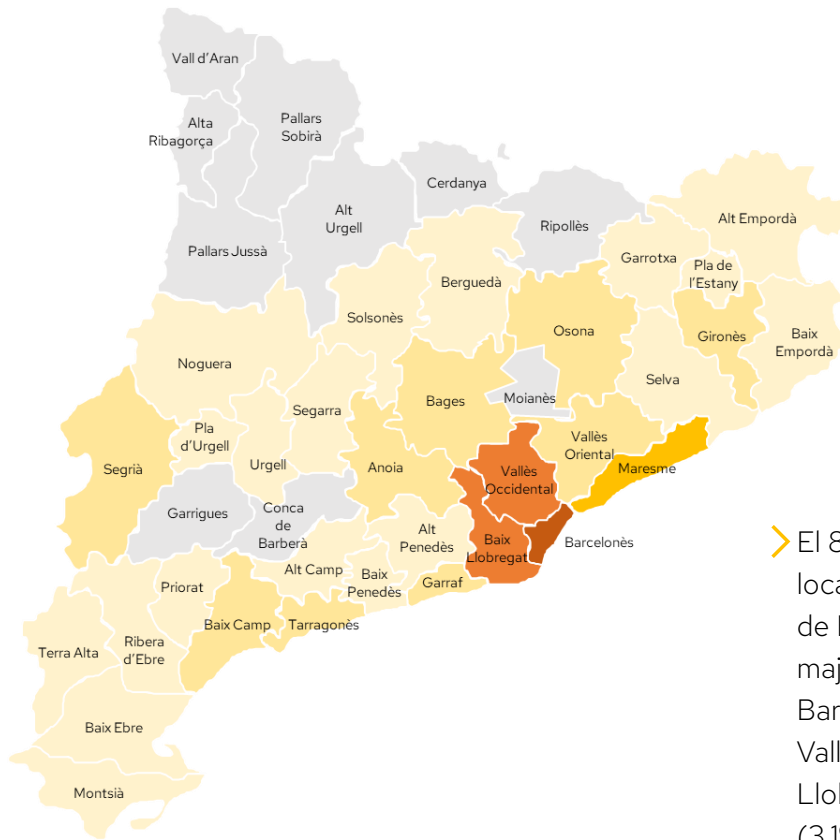 Vall d'Aran
Alta
Ribagorça
Pallars
Sobirà
Cerdanya
Alt
Urgell
Ripollès
Pallars Jussà
Alt Empordà
Garrotxa
Pla de
l'Estany
Berguedà
Solsonès
Osona
Gironès
Baix
Empordà
Noguera
Selva
Moianès
Bages
Segarra
Pla
d'Urgell
Vallès
Oriental
Urgell
Segrià
Anoia
Vallès
Occidental
Maresme
Garrigues
Conca
de
Barberà
Alt
Penedès
Baix
Llobregat
Barcelonès
Alt Camp
Baix
Penedès
Garraf
Priorat
Baix Camp
Tarragonès
Terra Alta
Ribera
d'Ebre
Baix Ebre
Montsià
El 8
loca
de
maj
Bar
Vall
Llo
(3.1